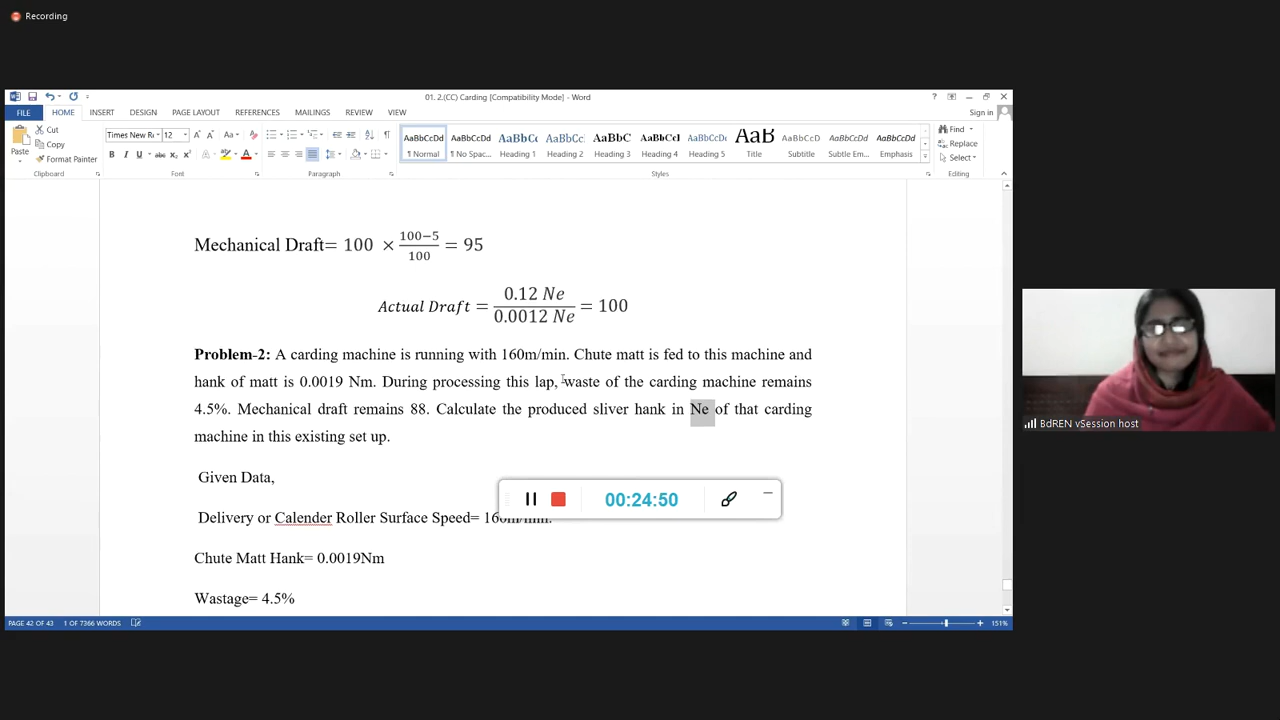 Recording
01. 2.(CC) Carding [Compatibility Mode] - Word
FILE HOME INSERT DESIGN PAGE LAYOUT REFERENCES MAILINGS REVIEW VIEW Sign in
Paste Cut Copy Format Painter
Times New Ro 12
AaBbCcDd AaBbCcDd AaBbCc AaBbCc AaBbC AaBbCcI AaBbCcDc AaB AaBbCcD AaBbCcDd AaBbCcDd
¶ Normal ¶ No Spac... Heading 1 Heading 2 Heading 3 Heading 4 Heading 5 Title Subtitle Subtle Em... Emphasis
Find Replace Select
Clipboard Font Paragraph Styles Editing
Mechanical Draft= 100 × 100−5/100 = 95
Actual Draft = 0.12 Ne/0.0012 Ne = 100
Problem-2: A carding machine is running with 160m/min. Chute matt is fed to this machine and
hank of matt is 0.0019 Nm. During processing this lap, waste of the carding machine remains
4.5%. Mechanical draft remains 88. Calculate the produced sliver hank in Ne of that carding
machine in this existing set up.
Given Data,
00:24:50
Delivery or Calender Roller Surface Speed= 160m/min.
Chute Matt Hank= 0.0019Nm
Wastage= 4.5%
PAGE 42 OF 43 1 OF 7366 WORDS 151%
BdREN vSession host